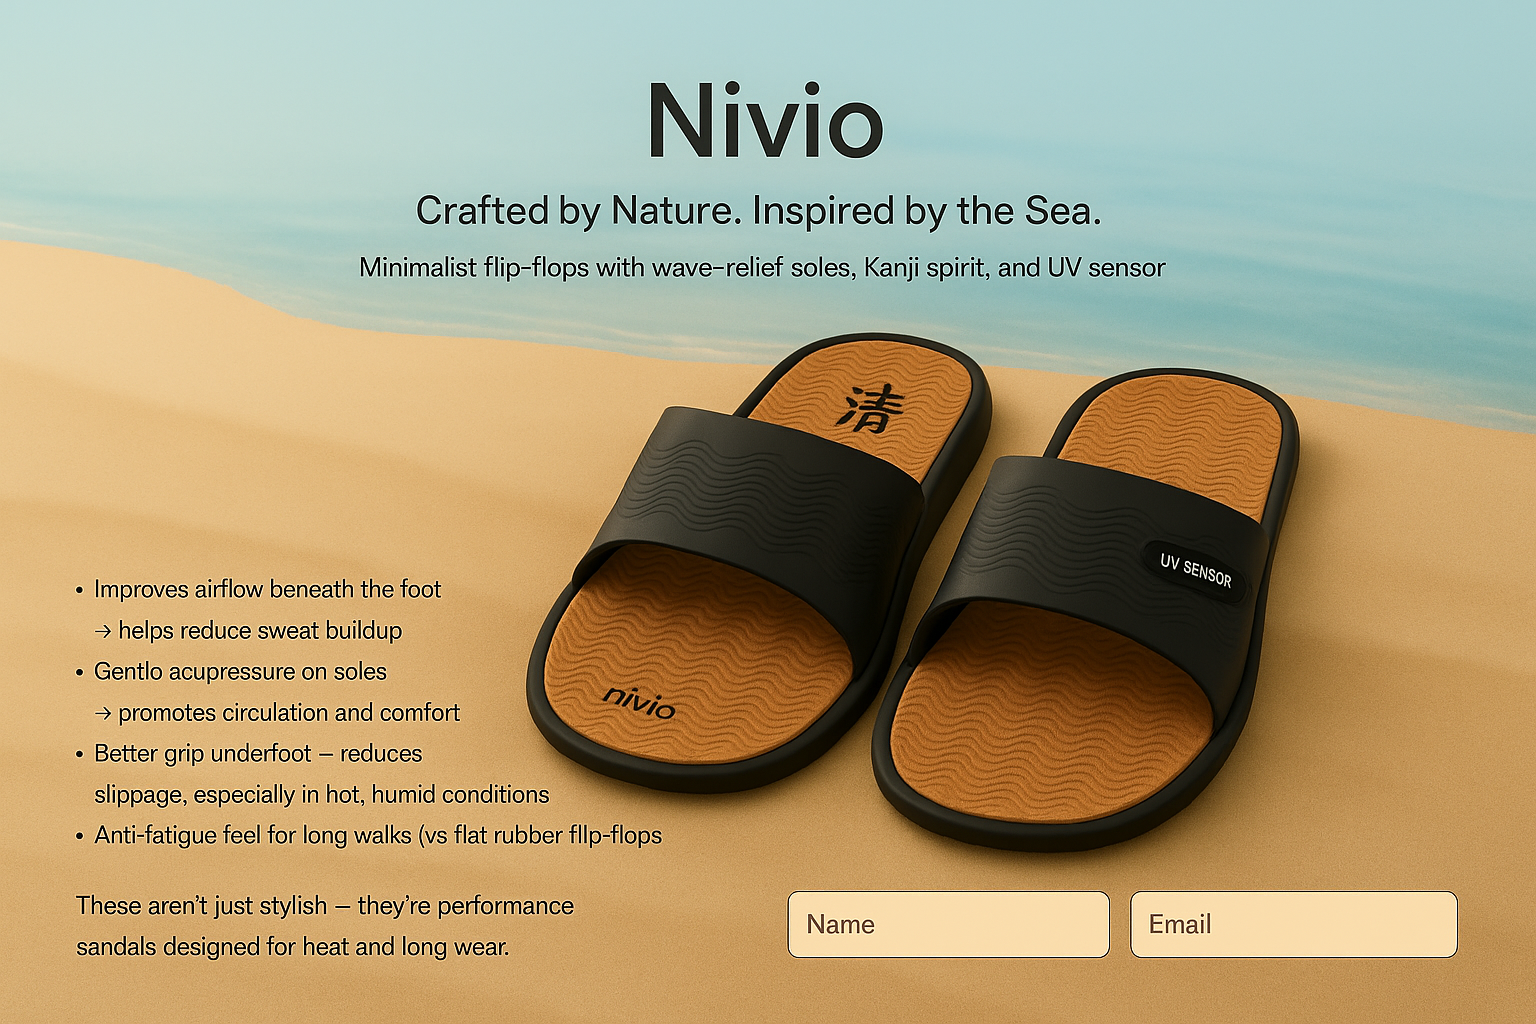 Nivio
Crafted by Nature. Inspired by the Sea.
Minimalist flip-flops with wave-relief soles, Kanji spirit, and UV sensor
清
UV SENSOR
nivio
• Improves airflow beneath the foot
→ helps reduce sweat buildup
• Gentlo acupressure on soles
→ promotes circulation and comfort
• Better grip underfoot – reduces
slippage, especially in hot, humid conditions
• Anti-fatigue feel for long walks (vs flat rubber fllp-flops
These aren't just stylish – they're performance
sandals designed for heat and long wear.
Name
Email